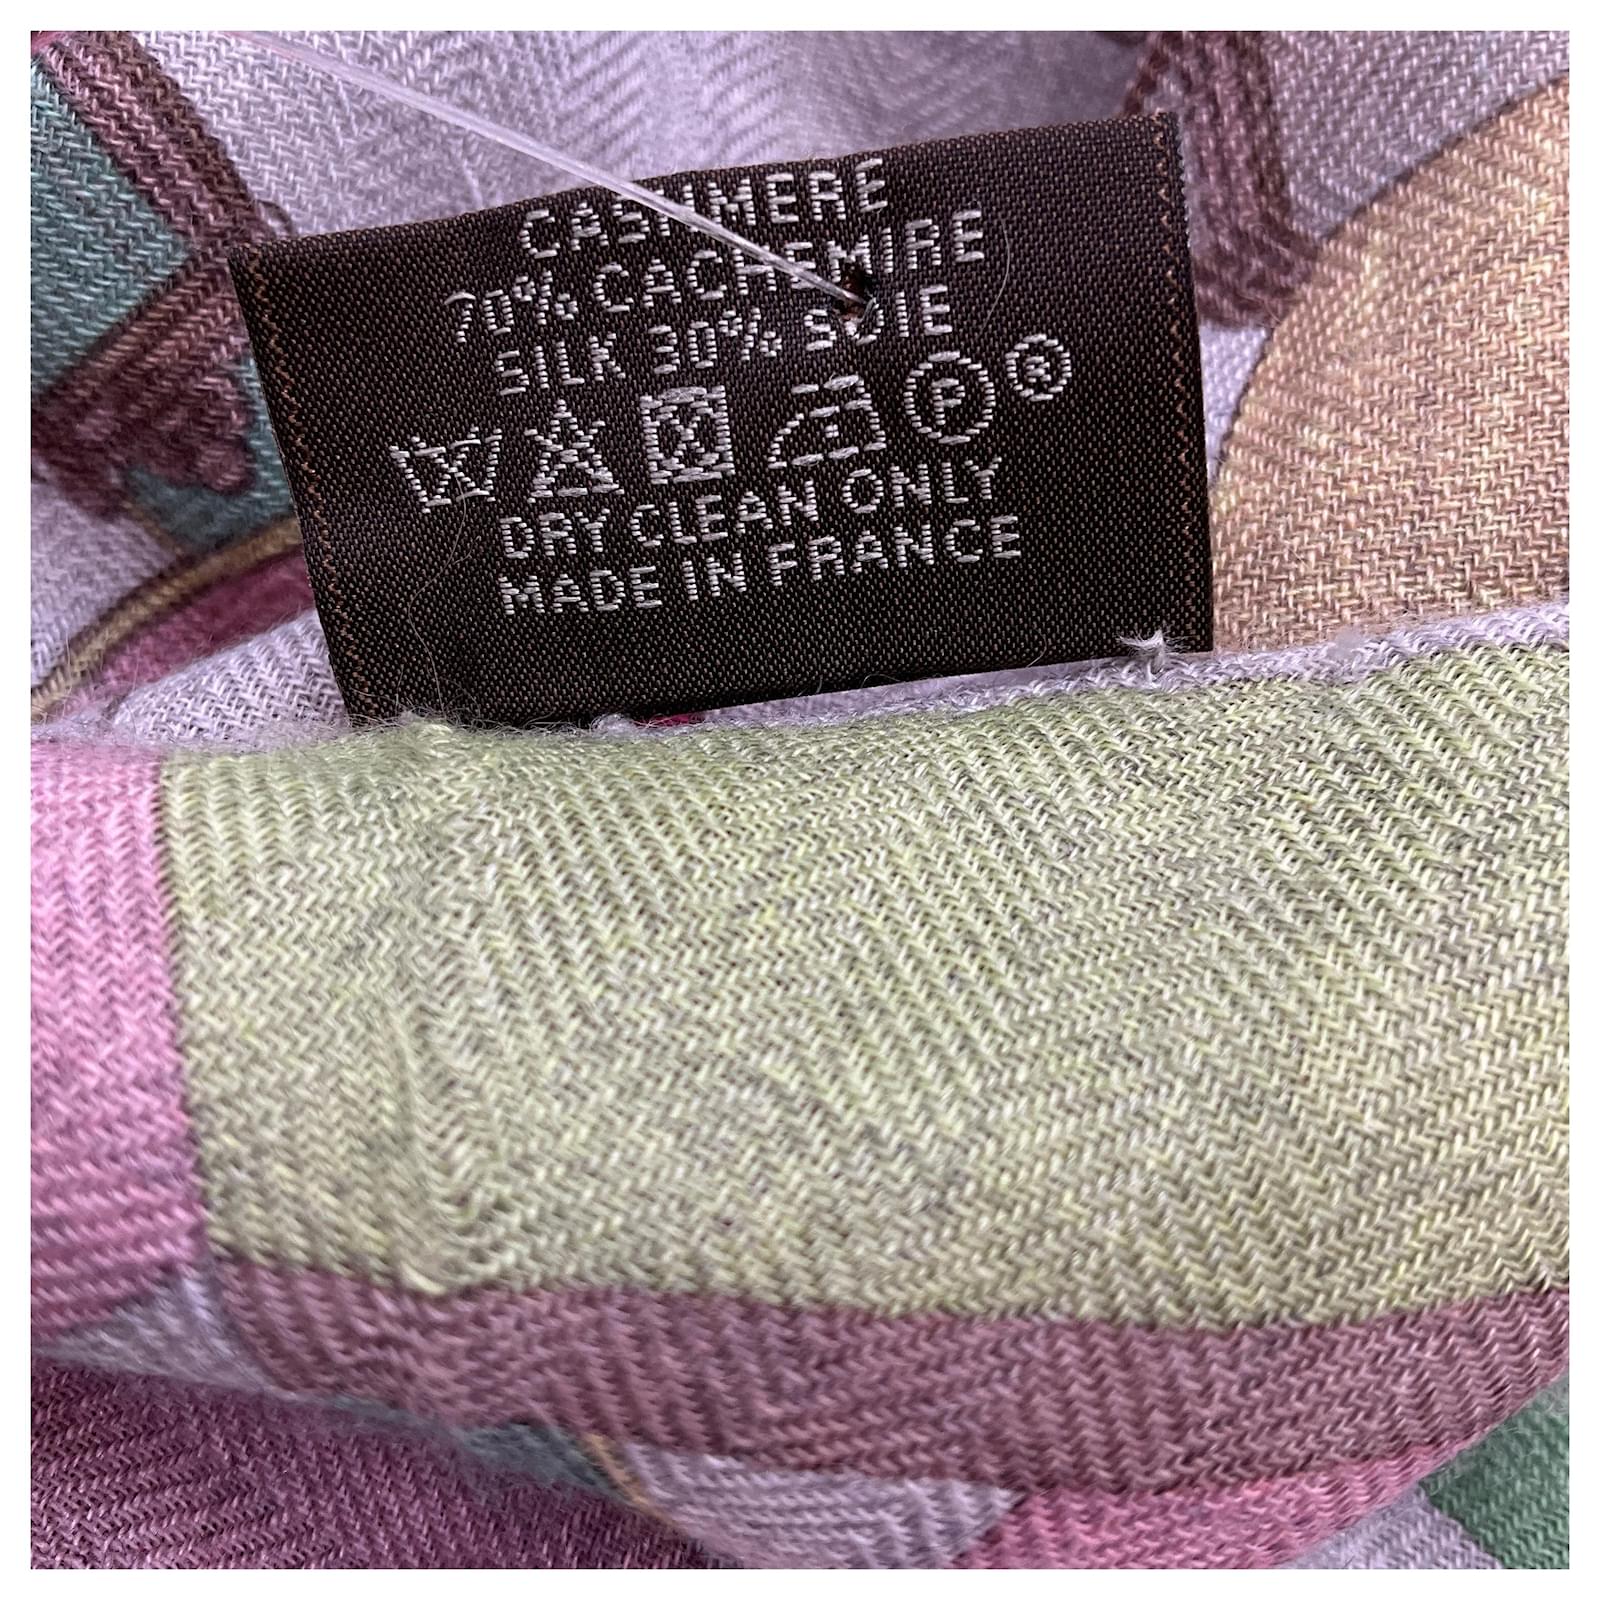 CASHMERE
70% CACHEMIRE
SILK 30% SOIE
P ®
DRY CLEAN ONLY
MADE IN FRANCE